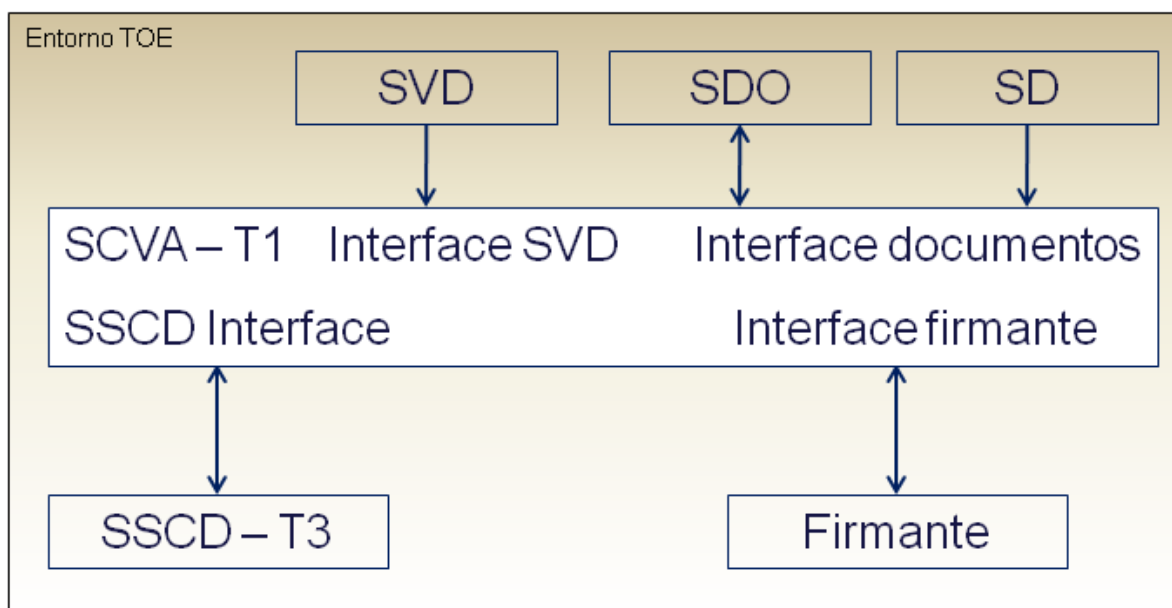 Entorno TOE
SVD
SDO
SD
SCVA – T1 Interface SVD Interface documentos
SSCD Interface Interface firmante
SSCD – T3
Firmante